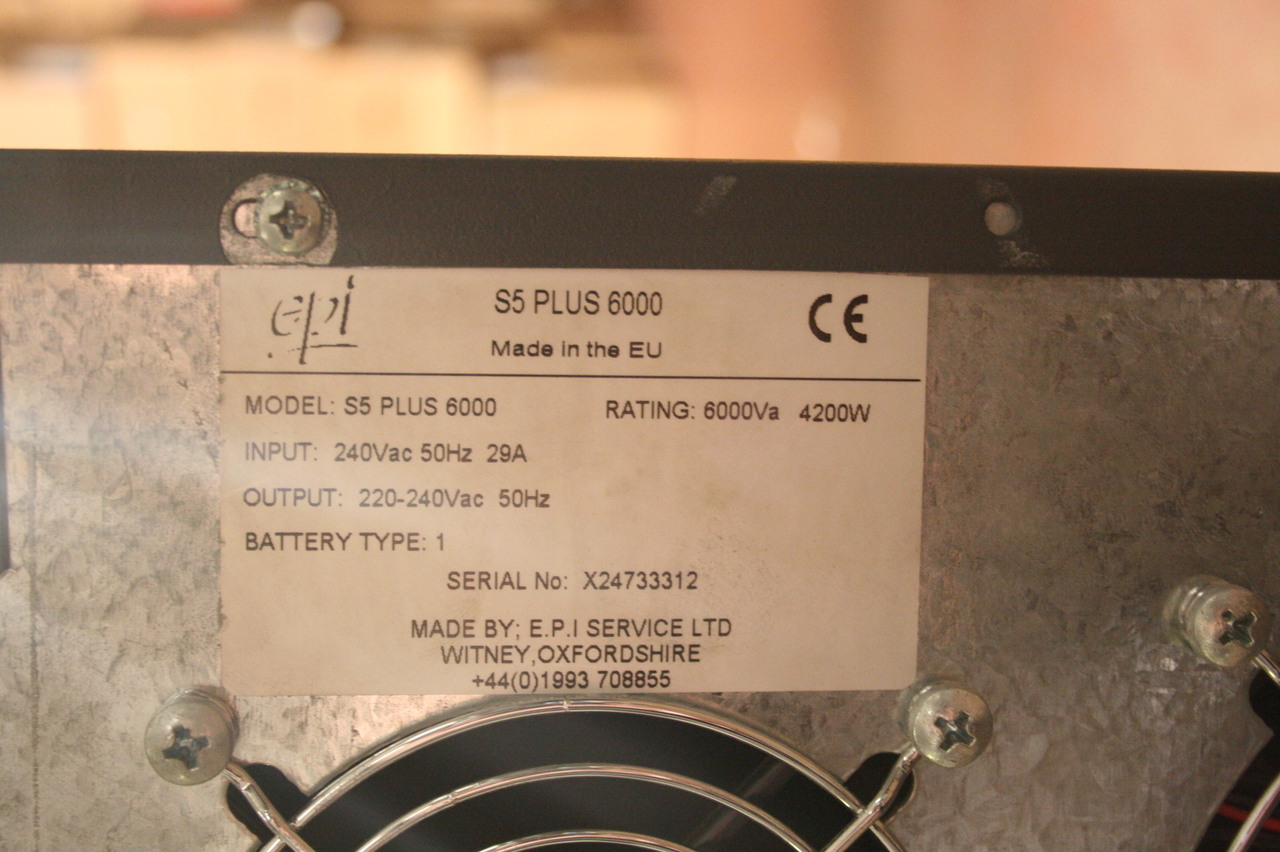 epi
S5 PLUS 6000
CE
Made in the EU
MODEL: S5 PLUS 6000 RATING: 6000Va 4200W
INPUT: 240Vac 50Hz 29A
OUTPUT: 220-240Vac 50Hz
BATTERY TYPE: 1
SERIAL No: X24733312
MADE BY; E.P.I SERVICE LTD
WITNEY,OXFORDSHIRE
+44(0)1993 708855